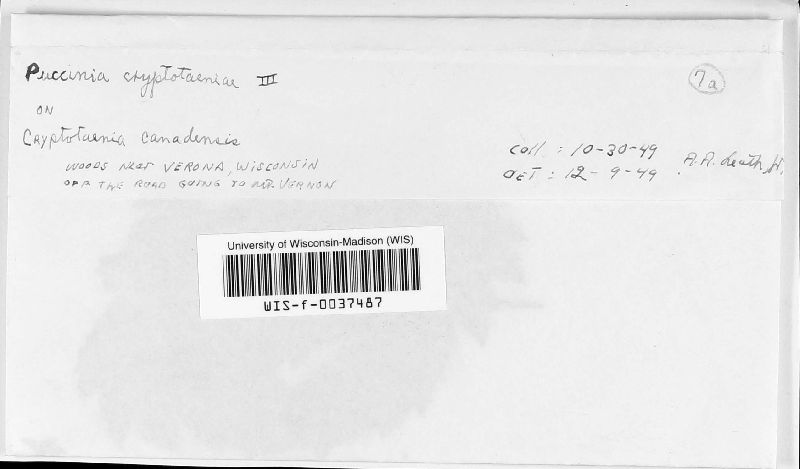 Puccinia cryptotaeniae III
7a
ON
Cryptotaenia canadensis
WOODS NEAR VERONA, WISCONSIN
OFF THE ROAD GOING TO MT. VERNON
Coll : 10-30-49
DET : 12-9-49
A.A.
University of Wisconsin-Madison (WIS)
WIS-f-0037487